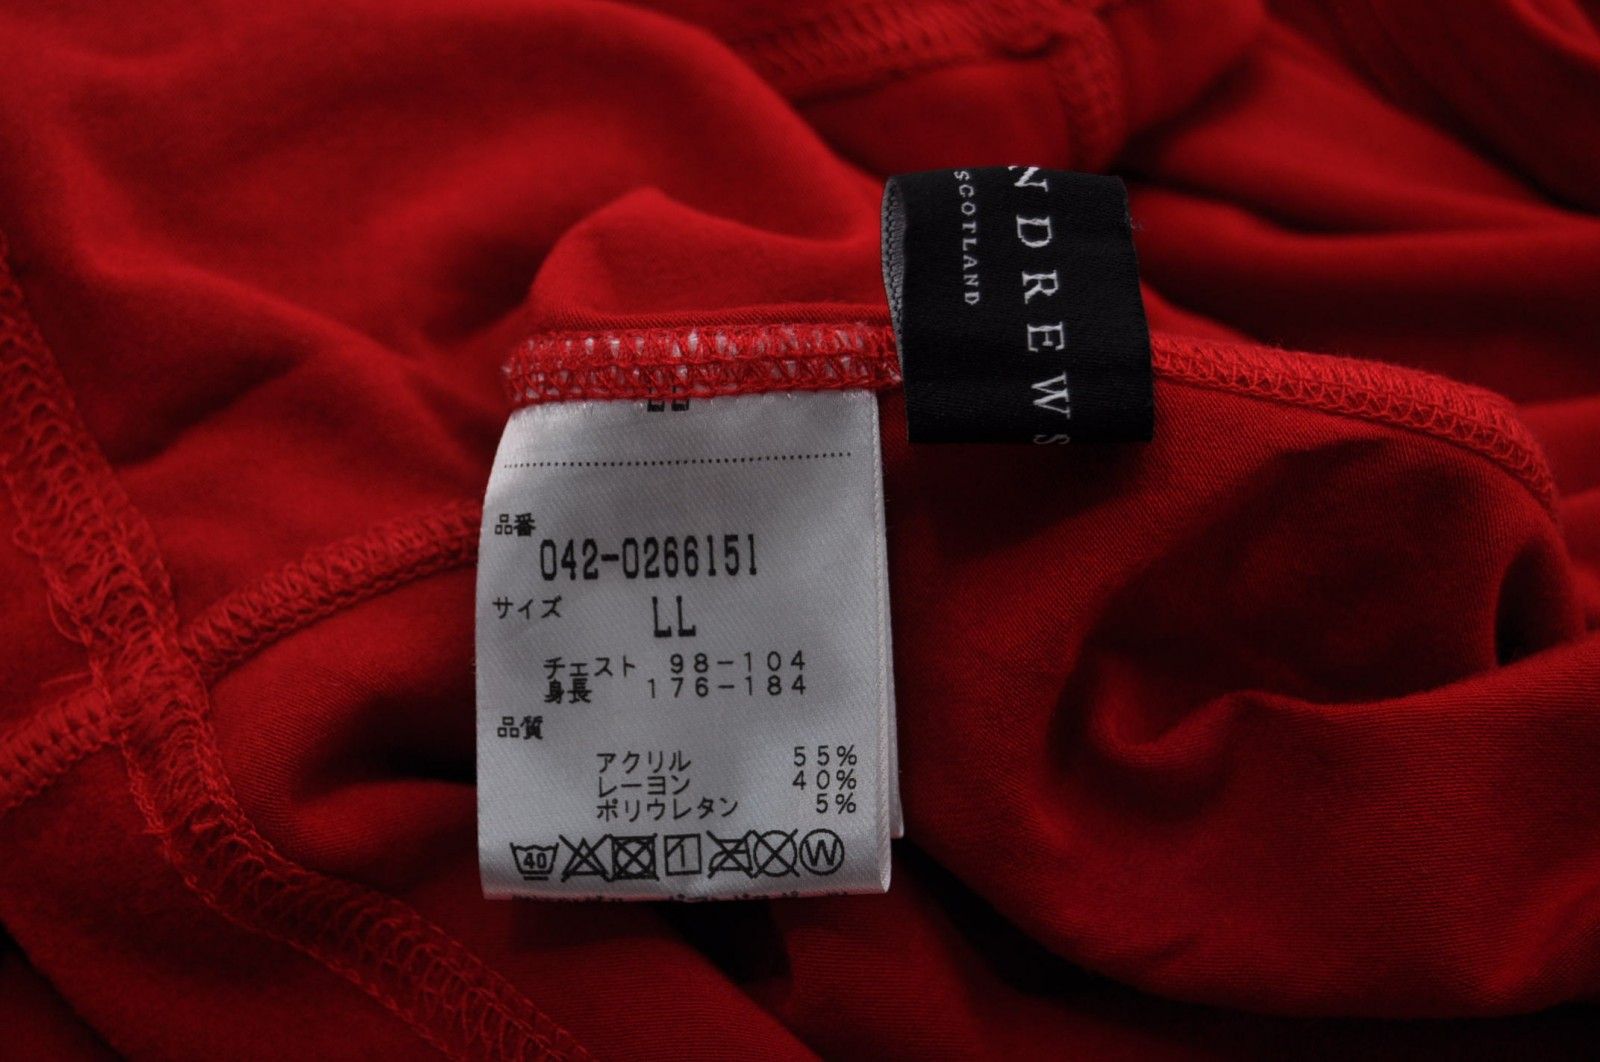 NDREWS
SCOTLAND
LL
品番
042-0266151
サイズ
LL
チェスト 98-104
身長 176-184
品質
アクリル 55%
レーヨン 40%
ポリウレタン 5%
40
W